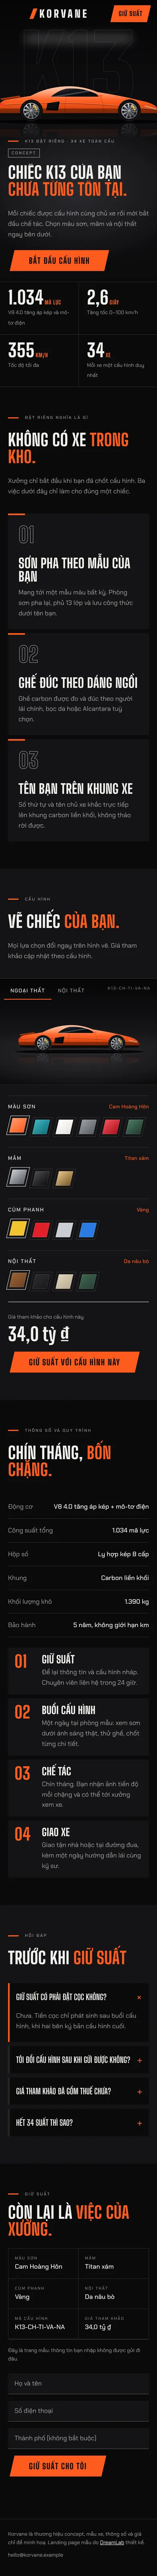 KORVANE
GIỮ SUẤT
K13
K13 ĐẶT RIÊNG · 34 XE TOÀN CẦU
CONCEPT
CHIẾC K13 CỦA BẠN
CHƯA TỪNG TỒN TẠI.
Mỗi chiếc được cấu hình cùng chủ xe rồi mới bắt
đầu chế tác. Chọn màu sơn, mâm và nội thất
ngay bên dưới.
BẮT ĐẦU CẤU HÌNH
1.034 MÃ LỰC
V8 4.0 tăng áp kép và mô-
tơ điện
2,6 GIÂY
Tăng tốc 0–100 km/h
355 KM/H
Tốc độ tối đa
34 XE
Mỗi xe một cấu hình duy
nhất
ĐẶT RIÊNG NGHĨA LÀ GÌ
KHÔNG CÓ XE TRONG
KHO.
Xưởng chỉ bắt đầu khi bạn đã chốt cấu hình. Ba
việc dưới đây chỉ làm cho đúng một chiếc.
01
SƠN PHA THEO MẪU CỦA
BẠN
Mang tới một mẫu màu bất kỳ. Phòng
sơn pha lại, phủ 13 lớp và lưu công thức
dưới tên bạn.
02
GHẾ ĐÚC THEO DÁNG NGỒI
Ghế carbon được đo và đúc theo người
lái chính, bọc da hoặc Alcantara tuỳ
chọn.
03
TÊN BẠN TRÊN KHUNG XE
Số thứ tự và tên chủ xe khắc trực tiếp
lên khung carbon liền khối, không tháo
rời được.
CẤU HÌNH
VẼ CHIẾC CỦA BẠN.
Mọi lựa chọn đổi ngay trên hình vẽ. Giá tham
khảo cập nhật theo cấu hình.
NGOẠI THẤT
NỘI THẤT
K13-CH-TI-VA-NA
MÀU SƠN
Cam Hoàng Hôn
MÂM
Titan xám
CÙM PHANH
Vàng
NỘI THẤT
Da nâu bò
Giá tham khảo cho cấu hình này
34,0 tỷ ₫
GIỮ SUẤT VỚI CẤU HÌNH NÀY
THÔNG SỐ VÀ QUY TRÌNH
CHÍN THÁNG, BỐN
CHẶNG.
Động cơ
V8 4.0 tăng áp kép + mô-tơ điện
Công suất tổng
1.034 mã lực
Hộp số
Ly hợp kép 8 cấp
Khung
Carbon liền khối
Khối lượng khô
1.390 kg
Bảo hành
5 năm, không giới hạn km
01
GIỮ SUẤT
Để lại thông tin và cấu hình nháp.
Chuyên viên liên hệ trong 24 giờ.
02
BUỔI CẤU HÌNH
Một ngày tại phòng mẫu: xem sơn
dưới ánh sáng thật, thử ghế, chốt
từng chi tiết.
03
CHẾ TÁC
Chín tháng. Bạn nhận ảnh tiến độ
mỗi chặng và có thể tới xưởng
xem xe.
04
GIAO XE
Giao tận nhà hoặc tại đường đua,
kèm một ngày hướng dẫn lái cùng
kỹ sư.
HỎI ĐÁP
TRƯỚC KHI GIỮ SUẤT
GIỮ SUẤT CÓ PHẢI ĐẶT CỌC KHÔNG?
Chưa. Tiền cọc chỉ phát sinh sau buổi cấu
hình, khi hai bên ký bản cấu hình cuối.
TÔI ĐỔI CẤU HÌNH SAU KHI GỬI ĐƯỢC KHÔNG?
GIÁ THAM KHẢO ĐÃ GỒM THUẾ CHƯA?
HẾT 34 SUẤT THÌ SAO?
GIỮ SUẤT
CÒN LẠI LÀ VIỆC CỦA
XƯỞNG.
MÀU SƠN
Cam Hoàng Hôn
MÂM
Titan xám
CÙM PHANH
Vàng
NỘI THẤT
Da nâu bò
MÃ CẤU HÌNH
K13-CH-TI-VA-NA
GIÁ THAM KHẢO
34,0 tỷ ₫
Đây là trang mẫu: thông tin bạn nhập không được gửi đi
đâu.
Họ và tên
Số điện thoại
Thành phố (không bắt buộc)
GIỮ SUẤT CHO TÔI
Korvane là thương hiệu concept, mẫu xe, thông số và giá
chỉ để minh hoạ. Landing page mẫu do DreamLab thiết kế.
hello@korvane.example